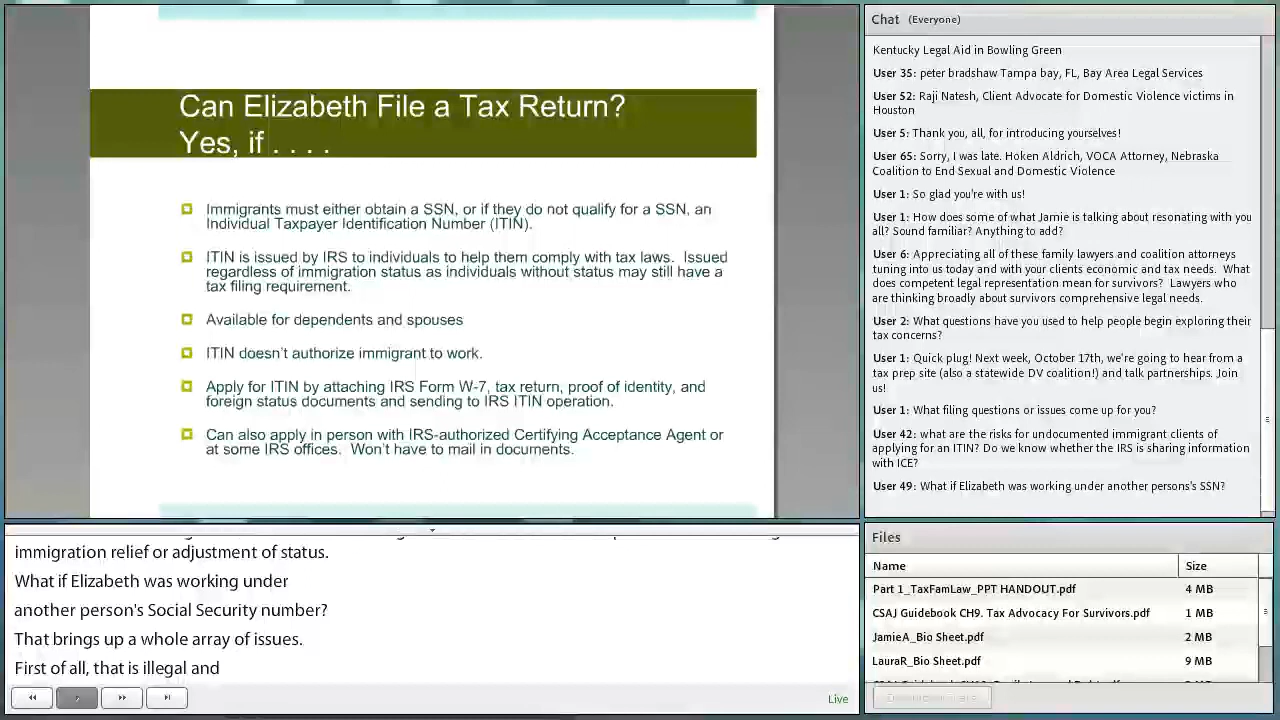 Can Elizabeth File a Tax Return?
Yes, if . . . .
Immigrants must either obtain a SSN, or if they do not qualify for a SSN, an
Individual Taxpayer Identification Number (ITIN).
ITIN is issued by IRS to individuals to help them comply with tax laws.  Issued
regardless of immigration status as individuals without status may still have a
tax filing requirement.
Available for dependents and spouses
ITIN doesn't authorize immigrant to work.
Apply for ITIN by attaching IRS Form W-7, tax return, proof of identity, and
foreign status documents and sending to IRS ITIN operation.
Can also apply in person with IRS-authorized Certifying Acceptance Agent or
at some IRS offices.  Won't have to mail in documents.
immigration relief or adjustment of status.
What if Elizabeth was working under
another person's Social Security number?
That brings up a whole array of issues.
First of all, that is illegal and
Live
Chat (Everyone)
Kentucky Legal Aid in Bowling Green
User 35: peter bradshaw Tampa bay, FL, Bay Area Legal Services
User 52: Raji Natesh, Client Advocate for Domestic Violence victims in
Houston
User 5: Thank you, all, for introducing yourselves!
User 65: Sorry, I was late. Hoken Aldrich, VOCA Attorney, Nebraska
Coalition to End Sexual and Domestic Violence
User 1: So glad you're with us!
User 1: How does some of what Jamie is talking about resonating with you
all? Sound familiar? Anything to add?
User 6: Appreciating all of these family lawyers and coalition attorneys
tuning into us today and with your clients economic and tax needs.  What
does competent legal representation mean for survivors?  Lawyers who
are thinking broadly about survivors comprehensive legal needs.
User 2: What questions have you used to help people begin exploring their
tax concerns?
User 1: Quick plug! Next week, October 17th, we're going to hear from a
tax prep site (also a statewide DV coalition!) and talk partnerships. Join
us!
User 1: What filing questions or issues come up for you?
User 42: what are the risks for undocumented immigrant clients of
applying for an ITIN? Do we know whether the IRS is sharing information
with ICE?
User 49: What if Elizabeth was working under another persons's SSN?
Files
Name Size
Part 1_TaxFamLaw_PPT HANDOUT.pdf 4 MB
CSAJ Guidebook CH9. Tax Advocacy For Survivors.pdf 1 MB
JamieA_Bio Sheet.pdf 2 MB
LauraR_Bio Sheet.pdf 9 MB